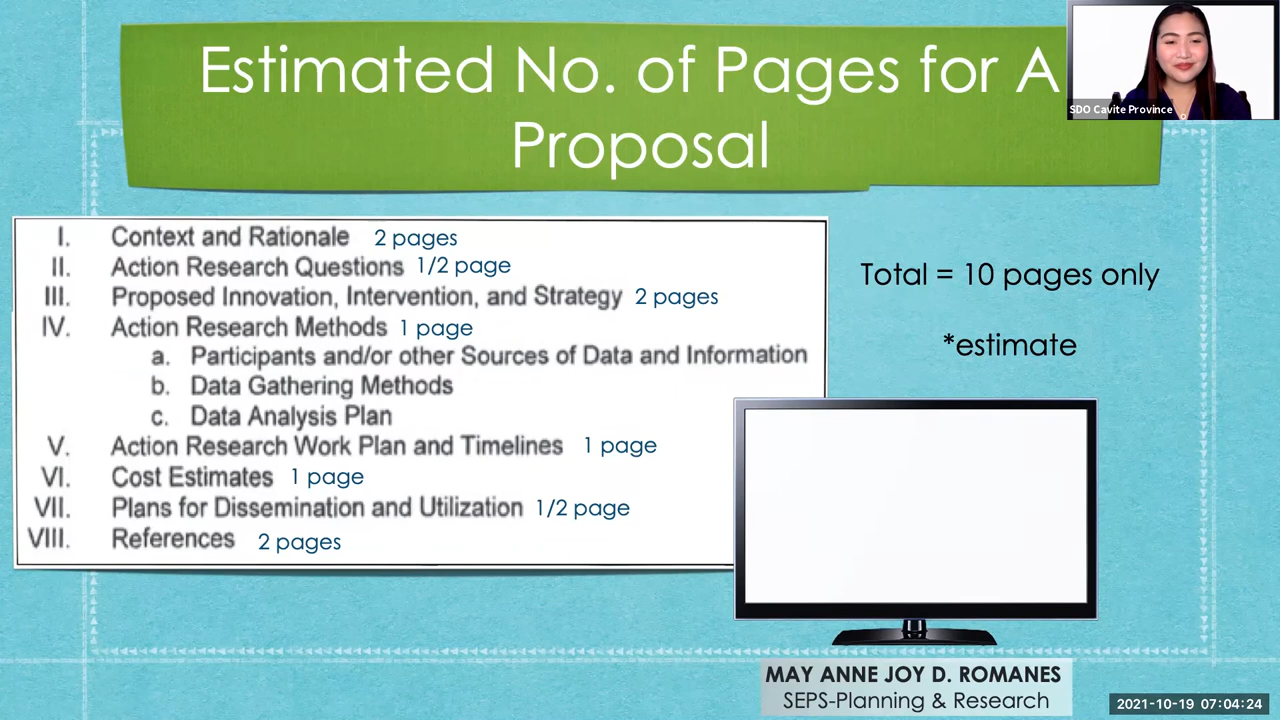 Estimated No. of Pages for A
Proposal
SDO Cavite Province
I. Context and Rationale 2 pages
II. Action Research Questions 1/2 page
III. Proposed Innovation, Intervention, and Strategy 2 pages
IV. Action Research Methods 1 page
a. Participants and/or other Sources of Data and Information
b. Data Gathering Methods
c. Data Analysis Plan
V. Action Research Work Plan and Timelines 1 page
VI. Cost Estimates 1 page
VII. Plans for Dissemination and Utilization 1/2 page
VIII. References 2 pages
Total = 10 pages only
*estimate
MAY ANNE JOY D. ROMANES
SEPS-Planning & Research
2021-10-19 07:04:24